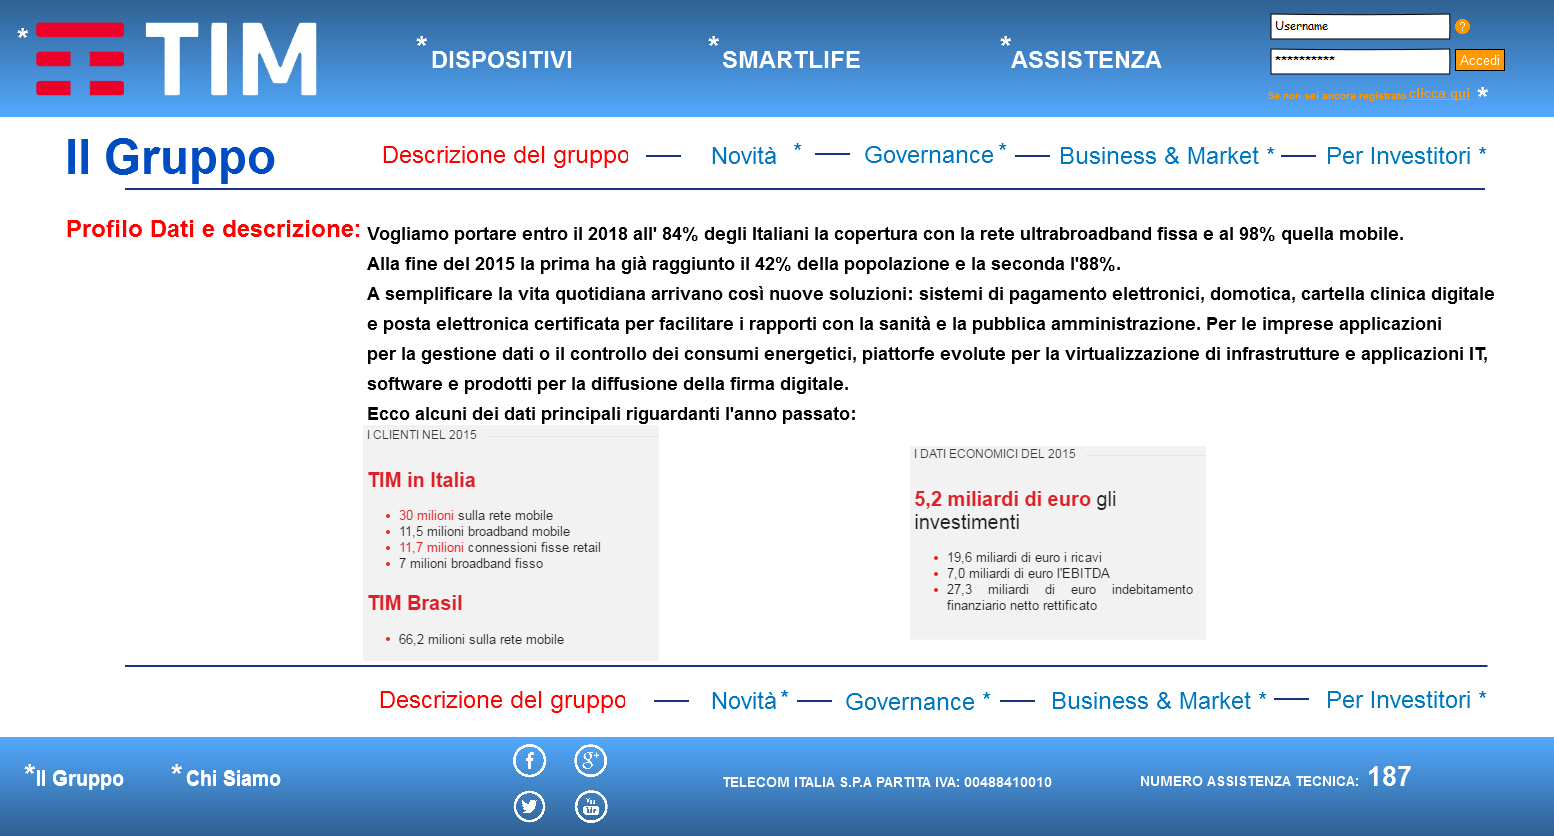 * TIM
*DISPOSITIVI
*SMARTLIFE
*ASSISTENZA
Username ?
********** Accedi
Se non sei ancora registrato clicca qui *
Il Gruppo
Descrizione del gruppo — Novità * — Governance * — Business & Market * — Per Investitori *
Profilo Dati e descrizione:
Vogliamo portare entro il 2018 all' 84% degli Italiani la copertura con la rete ultrabroadband fissa e al 98% quella mobile.
Alla fine del 2015 la prima ha già raggiunto il 42% della popolazione e la seconda l'88%.
A semplificare la vita quotidiana arrivano così nuove soluzioni: sistemi di pagamento elettronici, domotica, cartella clinica digitale
e posta elettronica certificata per facilitare i rapporti con la sanità e la pubblica amministrazione. Per le imprese applicazioni
per la gestione dati o il controllo dei consumi energetici, piattorfe evolute per la virtualizzazione di infrastrutture e applicazioni IT,
software e prodotti per la diffusione della firma digitale.
Ecco alcuni dei dati principali riguardanti l'anno passato:
I CLIENTI NEL 2015
TIM in Italia
• 30 milioni sulla rete mobile
• 11,5 milioni broadband mobile
• 11,7 milioni connessioni fisse retail
• 7 milioni broadband fisso
TIM Brasil
• 66,2 milioni sulla rete mobile
I DATI ECONOMICI DEL 2015
5,2 miliardi di euro gli
investimenti
• 19,6 miliardi di euro i ricavi
• 7,0 miliardi di euro l'EBITDA
• 27,3 miliardi di euro indebitamento
finanziario netto rettificato
Descrizione del gruppo — Novità * — Governance * — Business & Market * — Per Investitori *
*Il Gruppo
*Chi Siamo
f g+
You Tube
TELECOM ITALIA S.P.A PARTITA IVA: 00488410010
NUMERO ASSISTENZA TECNICA: 187